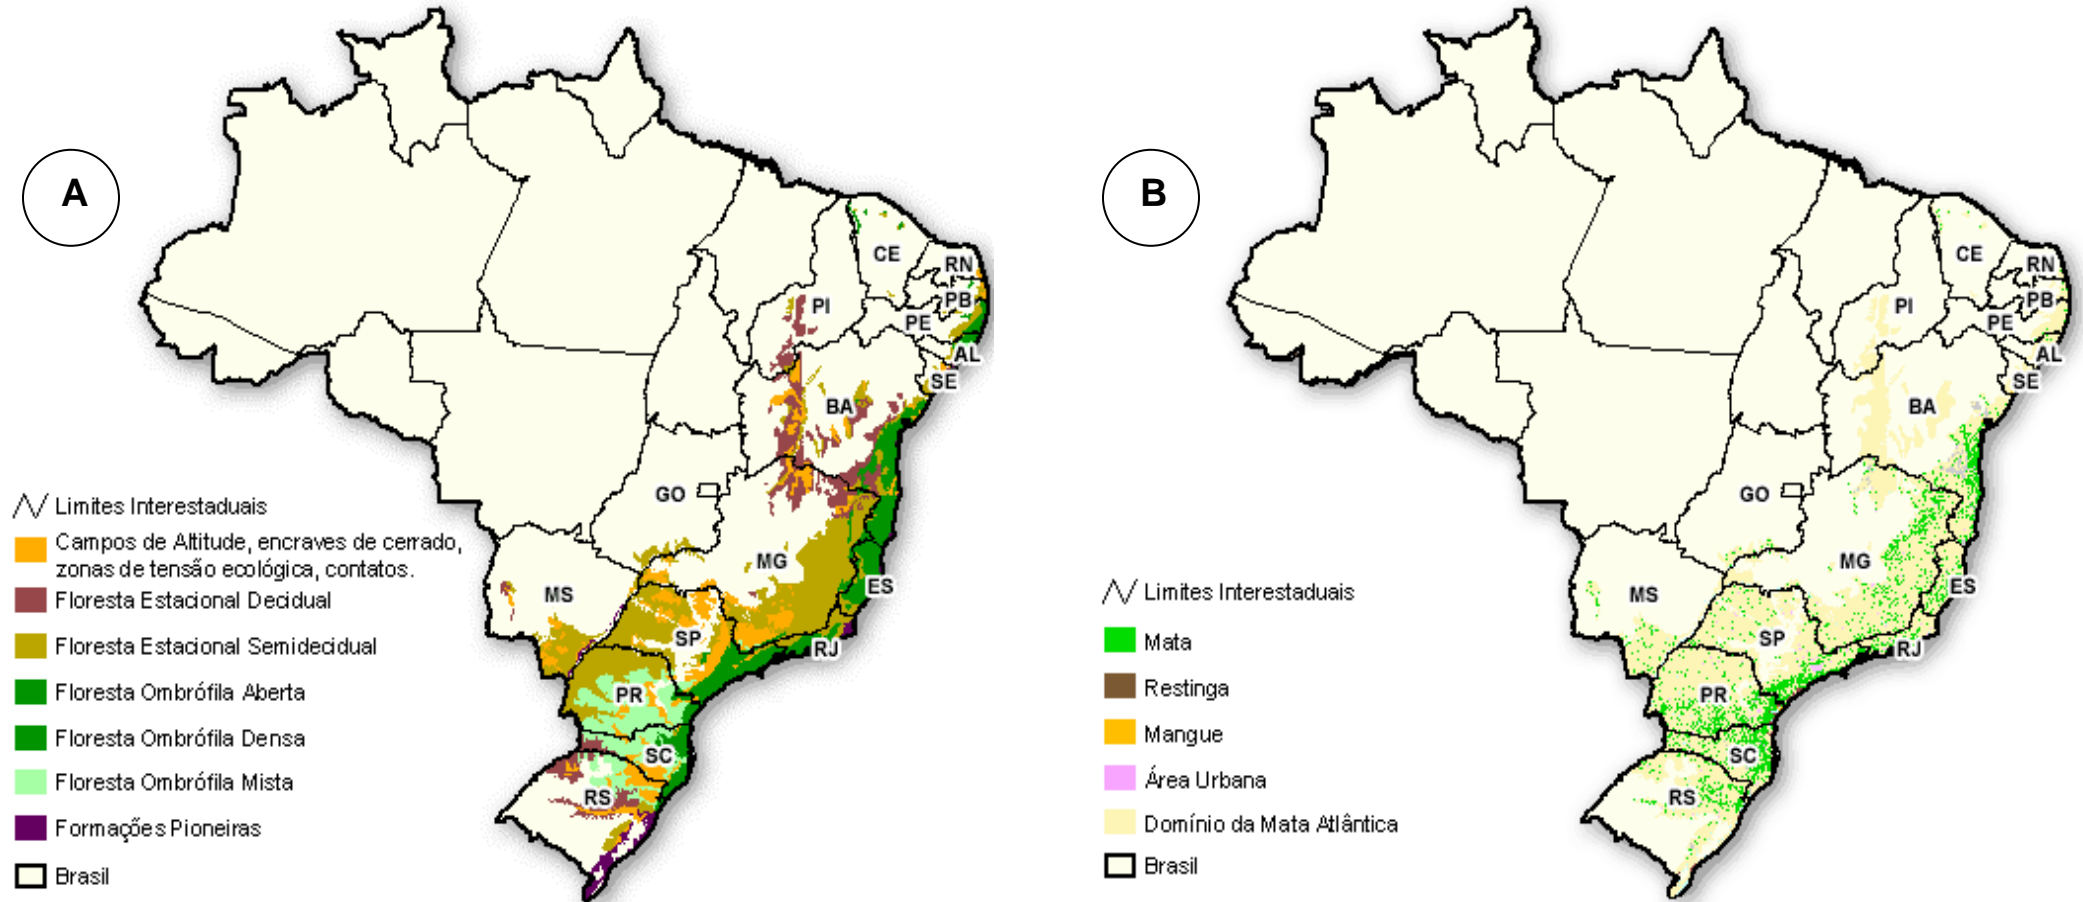 A
CE
RN
PI
PB
PE
AL
SE
BA
GO
MG
MS
ES
SP
RJ
PR
SC
RS
Limites Interestaduais
Campos de Altitude, encraves de cerrado,
zonas de tensão ecológica, contatos.
Floresta Estacional Decidual
Floresta Estacional Semidecidual
Floresta Ombrófila Aberta
Floresta Ombrófila Densa
Floresta Ombrófila Mista
Formações Pioneiras
Brasil
B
CE
RN
PI
PB
PE
AL
SE
BA
GO
MG
MS
ES
SP
RJ
PR
SC
RS
Limites Interestaduais
Mata
Restinga
Mangue
Área Urbana
Domínio da Mata Atlântica
Brasil